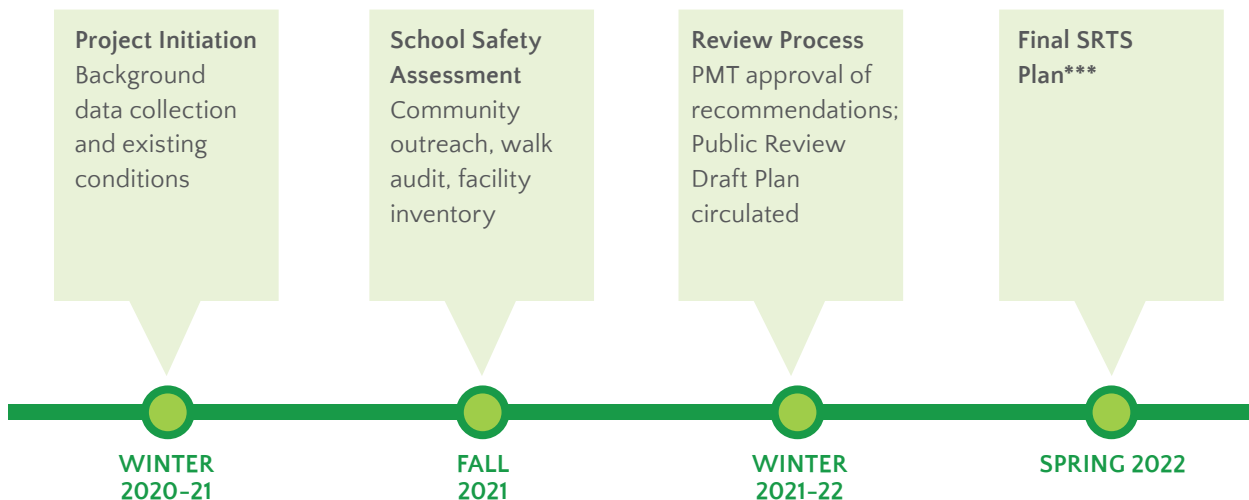 Project Initiation
Background
data collection
and existing
conditions
School Safety
Assessment
Community
outreach, walk
audit, facility
inventory
Review Process
PMT approval of
recommendations;
Public Review
Draft Plan
circulated
Final SRTS
Plan***
WINTER
2020-21
FALL
2021
WINTER
2021-22
SPRING 2022